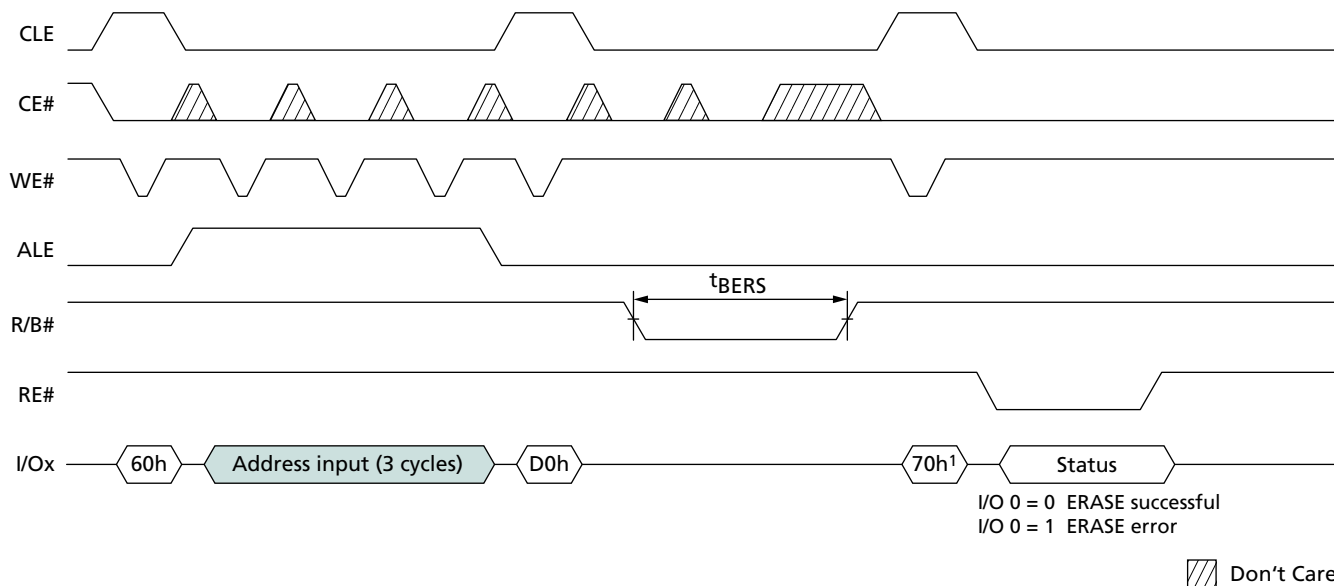 CLE
CE#
WE#
ALE
tBERS
R/B#
RE#
I/Ox 60h Address input (3 cycles) D0h 70h1 Status
I/O 0 = 0 ERASE successful
I/O 0 = 1 ERASE error
Don't Care